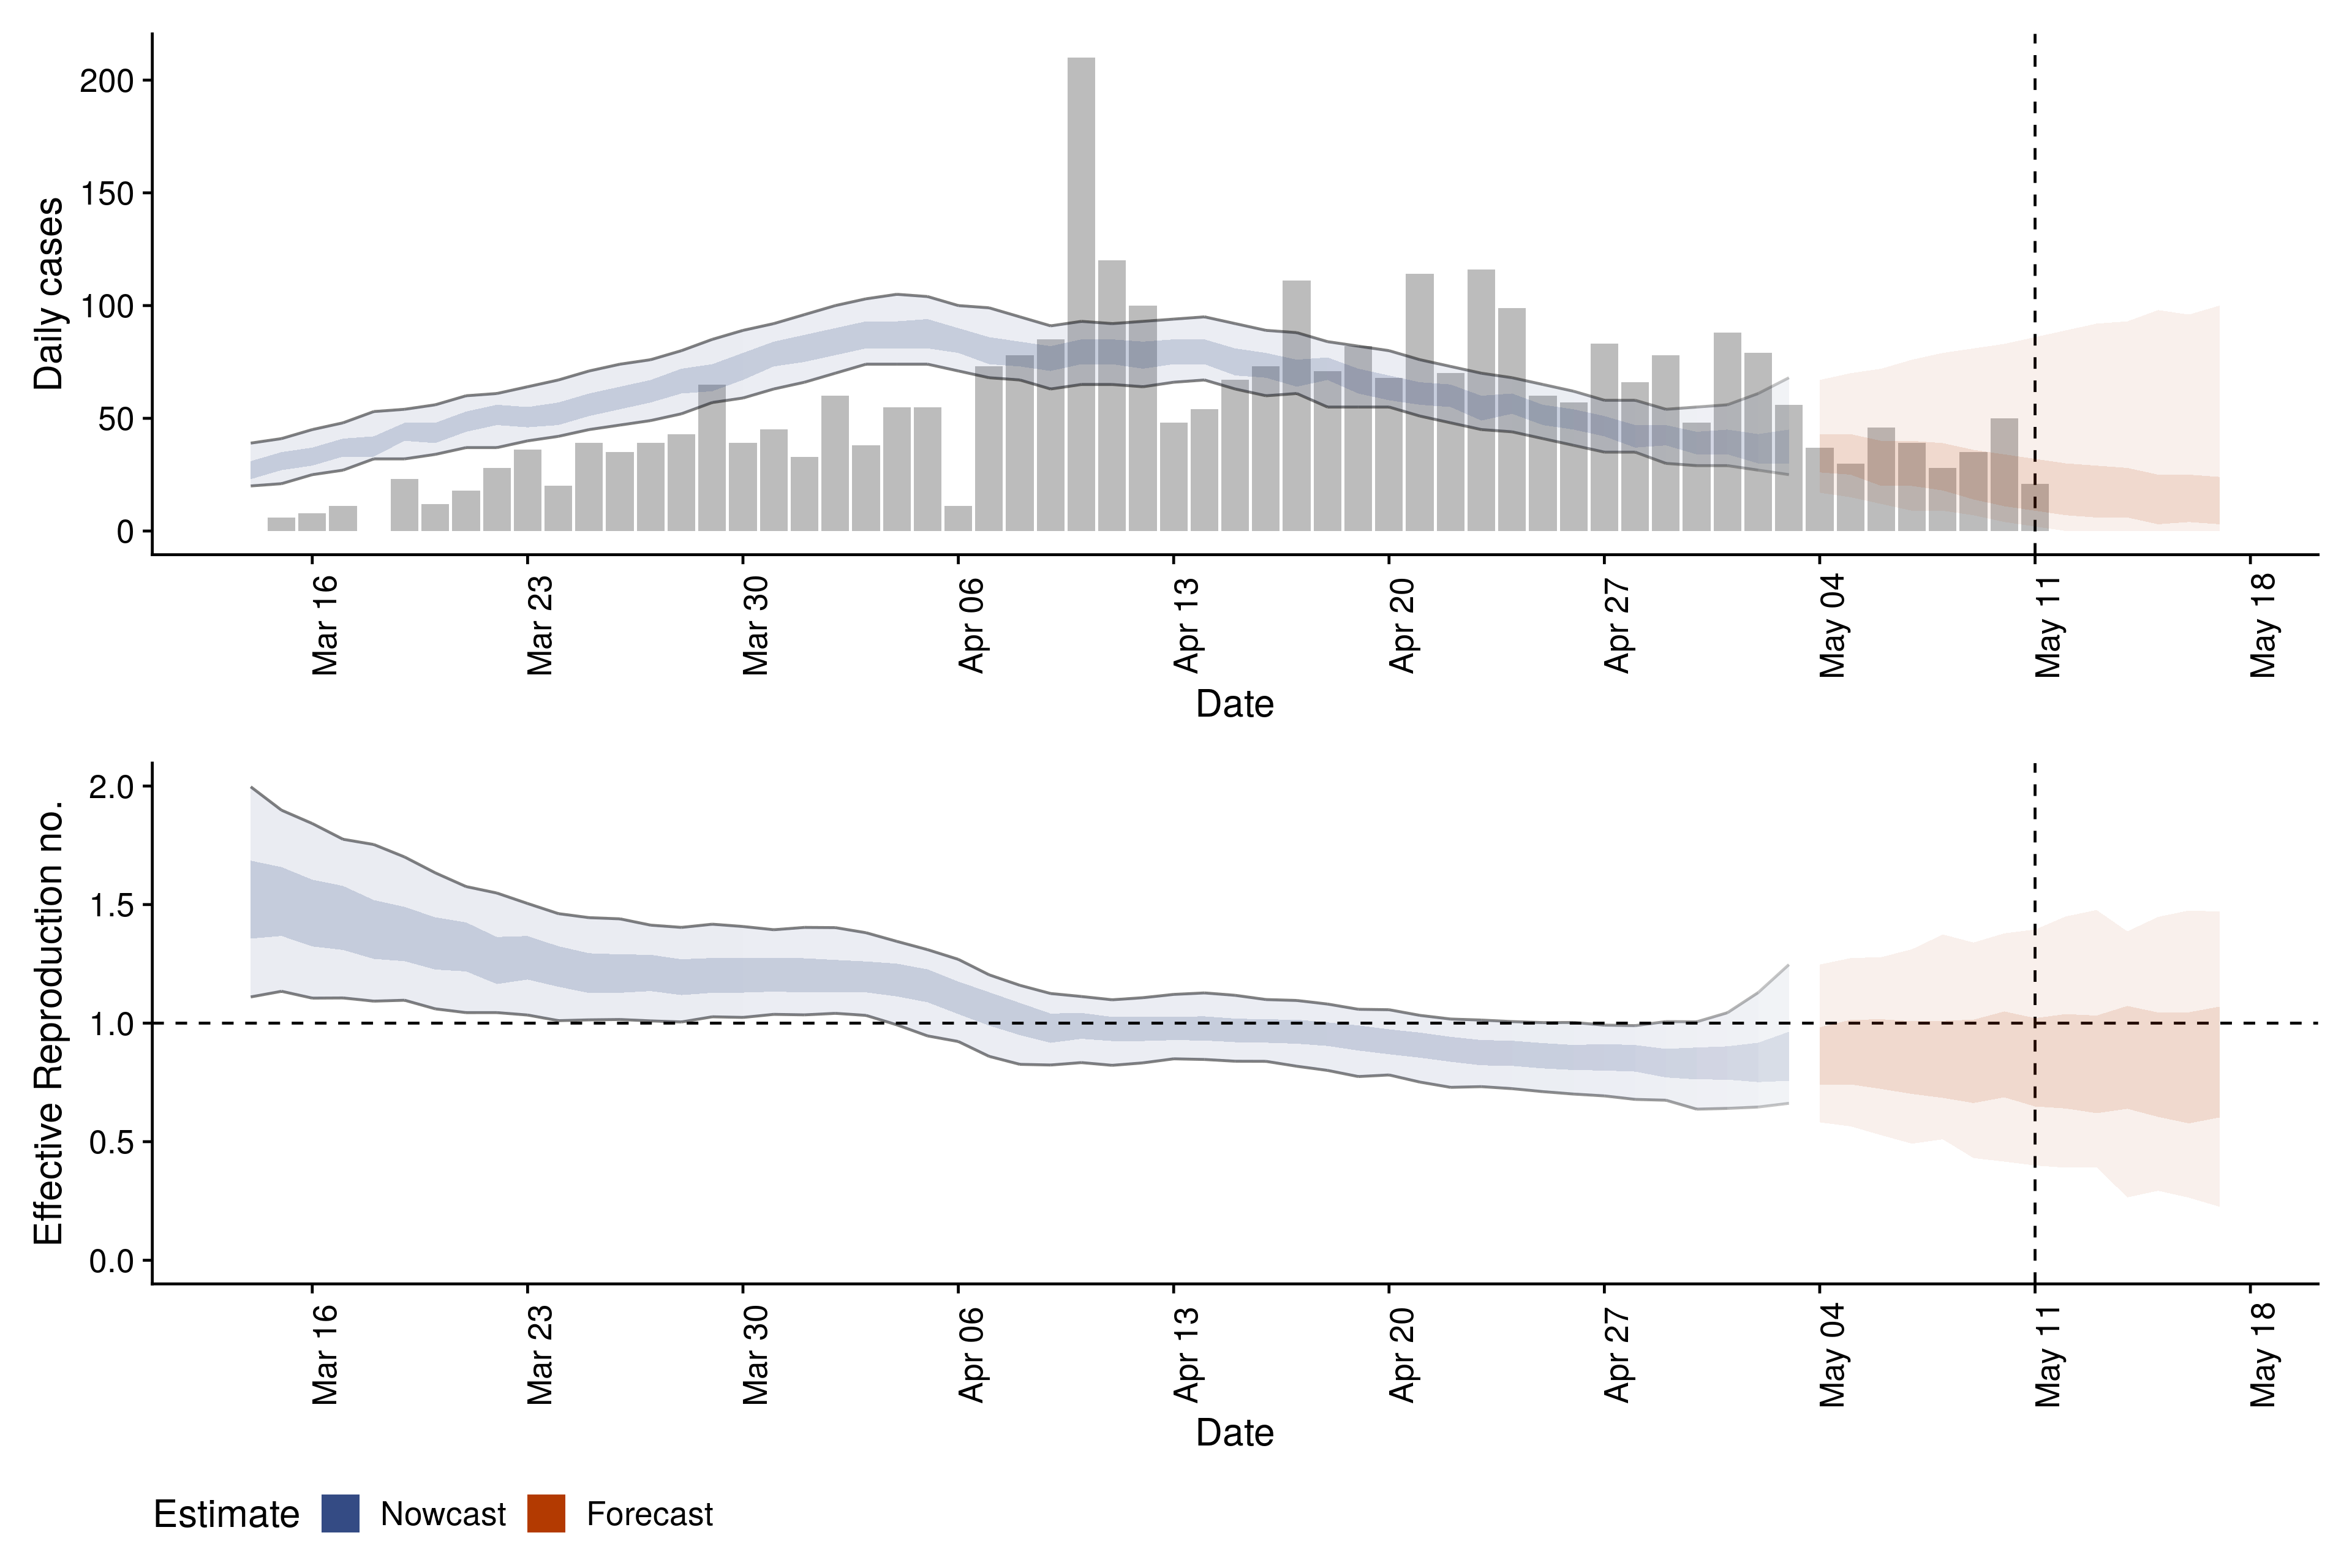 Daily cases
200
150
100
50
0
Mar 16
Mar 23
Mar 30
Apr 06
Apr 13
Apr 20
Apr 27
May 04
May 11
May 18
Date
Effective Reproduction no.
2.0
1.5
1.0
0.5
0.0
Mar 16
Mar 23
Mar 30
Apr 06
Apr 13
Apr 20
Apr 27
May 04
May 11
May 18
Date
Estimate Nowcast Forecast